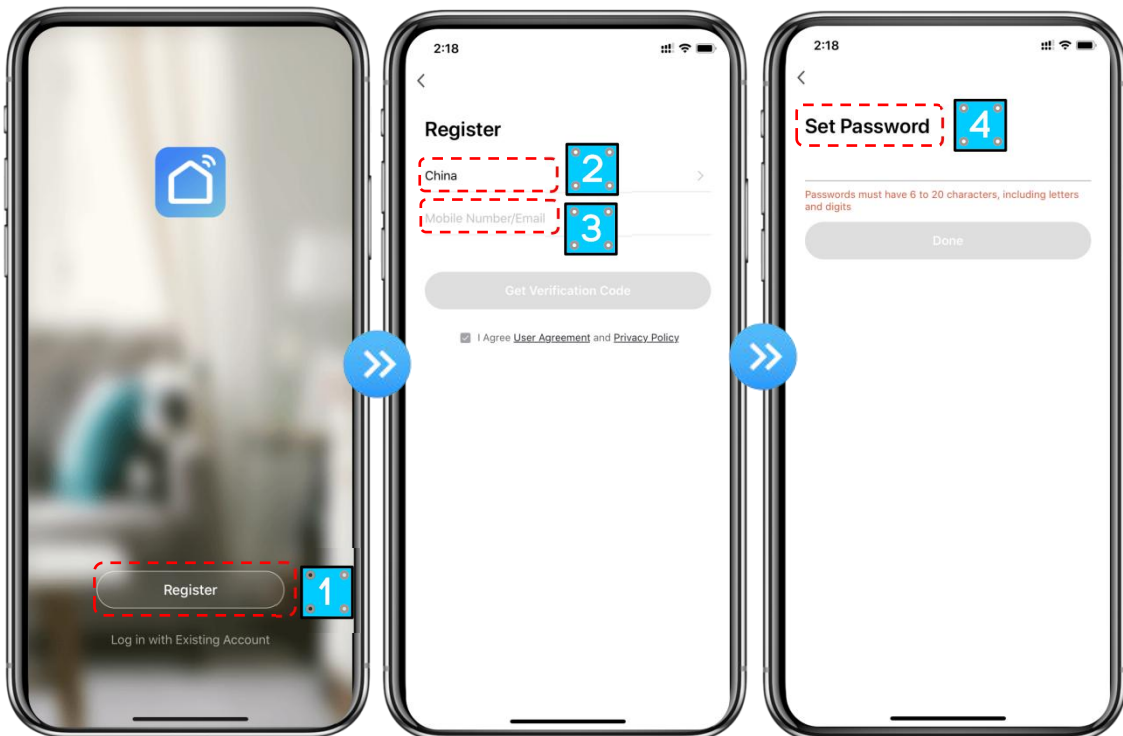 Register
1
Log in with Existing Account
2:18
Register
China
2
Mobile Number/Email
3
Get Verification Code
I Agree User Agreement and Privacy Policy
2:18
Set Password
4
Passwords must have 6 to 20 characters, including letters
and digits
Done